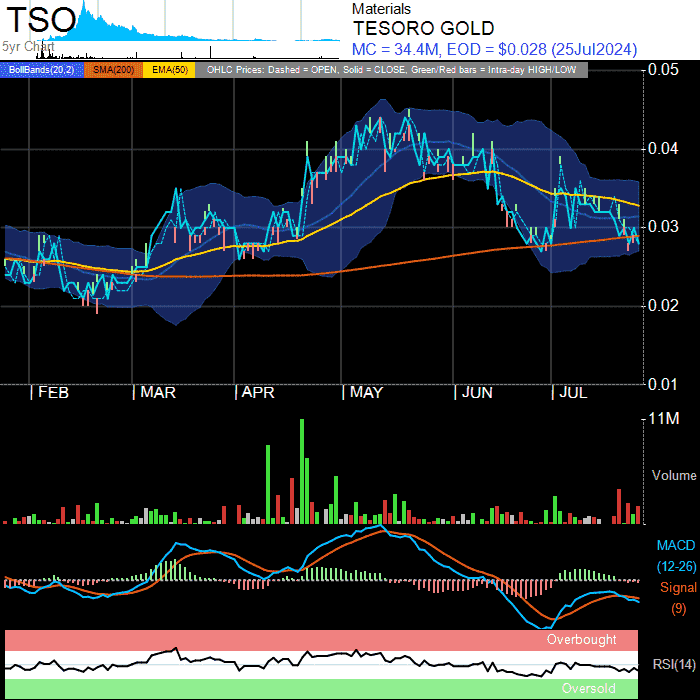 TSO
5yr Chart
Materials
TESORO GOLD
MC = 34.4M, EOD = $0.028 (25Jul2024)
BollBands(20,2) SMA(200) EMA(50) OHLC Prices: Dashed = OPEN, Solid = CLOSE, Green/Red bars = Intra-day HIGH/LOW
0.05
0.04
0.03
0.02
0.01
| FEB | MAR | APR | MAY | JUN | JUL
11M
Volume
MACD
(12-26)
Signal
(9)
Overbought
RSI(14)
Oversold